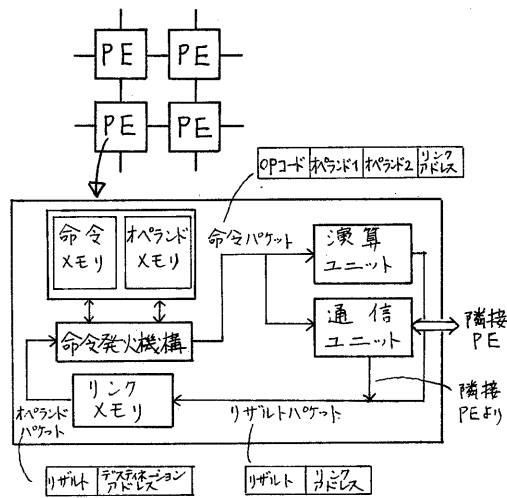 PE
PE
PE
PE
OPコード
オペランド1
オペランド2
リンク
アドレス
命令
メモリ
オペランド
メモリ
命令パケット
演算
ユニット
通信
ユニット
隣接
PE
命令発火機構
リンク
メモリ
オペランド
パケット
リザルトパケット
隣接
PEより
リザルト
デスティネーション
アドレス
リザルト
リンク
アドレス